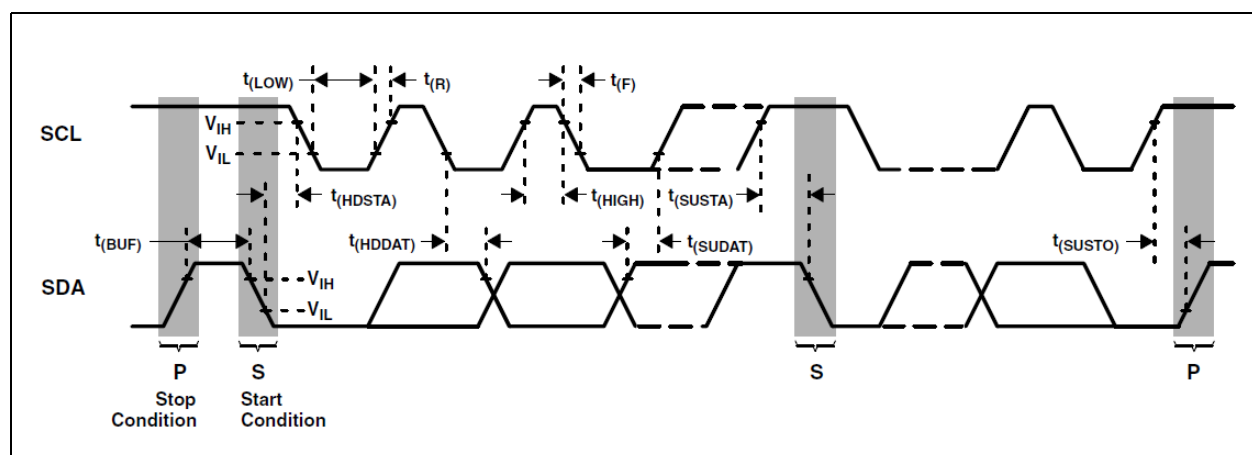 t(LOW)
t(R)
t(F)
SCL
VIH
VIL
t(HDSTA)
t(HIGH)
t(SUSTA)
t(BUF)
t(HDDAT)
t(SUDAT)
t(SUSTO)
SDA
VIH
VIL
P
S
S
P
Stop
Condition
Start
Condition